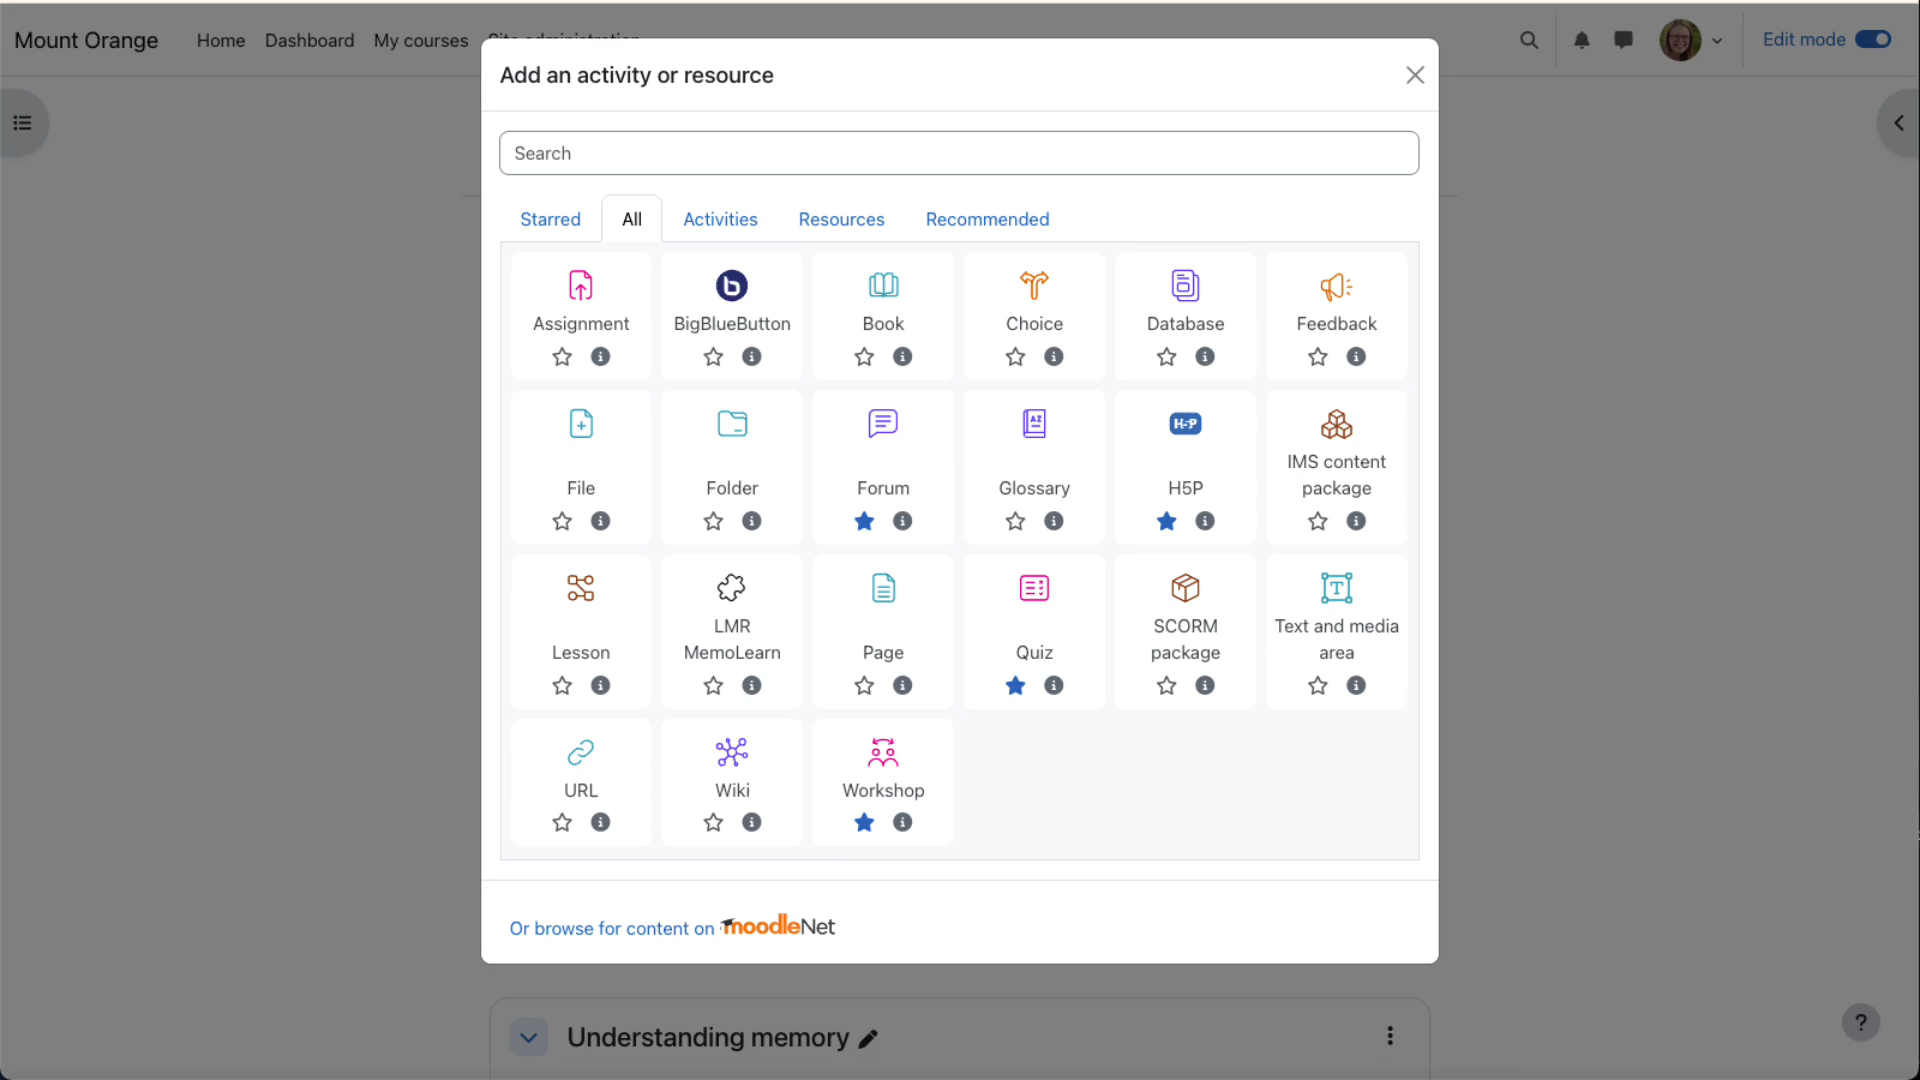 Mount Orange
Home Dashboard My courses Site administration
Edit mode
Add an activity or resource
Search
Starred All Activities Resources Recommended
Assignment BigBlueButton Book Choice Database Feedback
File Folder Forum Glossary H5P IMS content package
Lesson LMR MemoLearn Page Quiz SCORM package Text and media area
URL Wiki Workshop
Or browse for content on moodleNet
Understanding memory
?